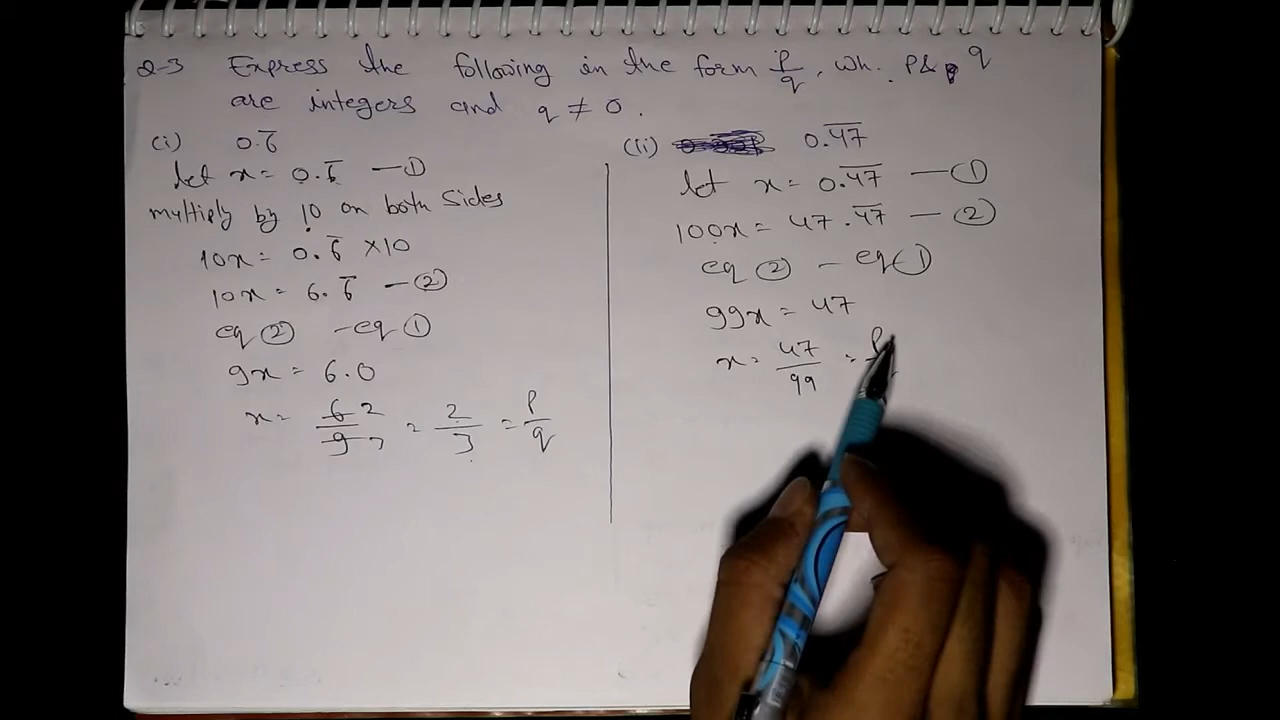 Q-3 Express the following in the form p/q, wh. P & q
are integers and q ≠ 0.
(i) 0.6̅
let x = 0.6̅ —①
multiply by 10 on both sides
10x = 0.6̅ ×10
10x = 6.6̅ —②
eq ② - eq ①
9x = 6.0
x = 6/9 2/3 = 2/3 = P/q
(ii) 0.4̅7̅
let x = 0.4̅7̅ —①
100x = 47.4̅7̅ —②
eq ② - eq ①
99x = 47
x = 47/99 = P